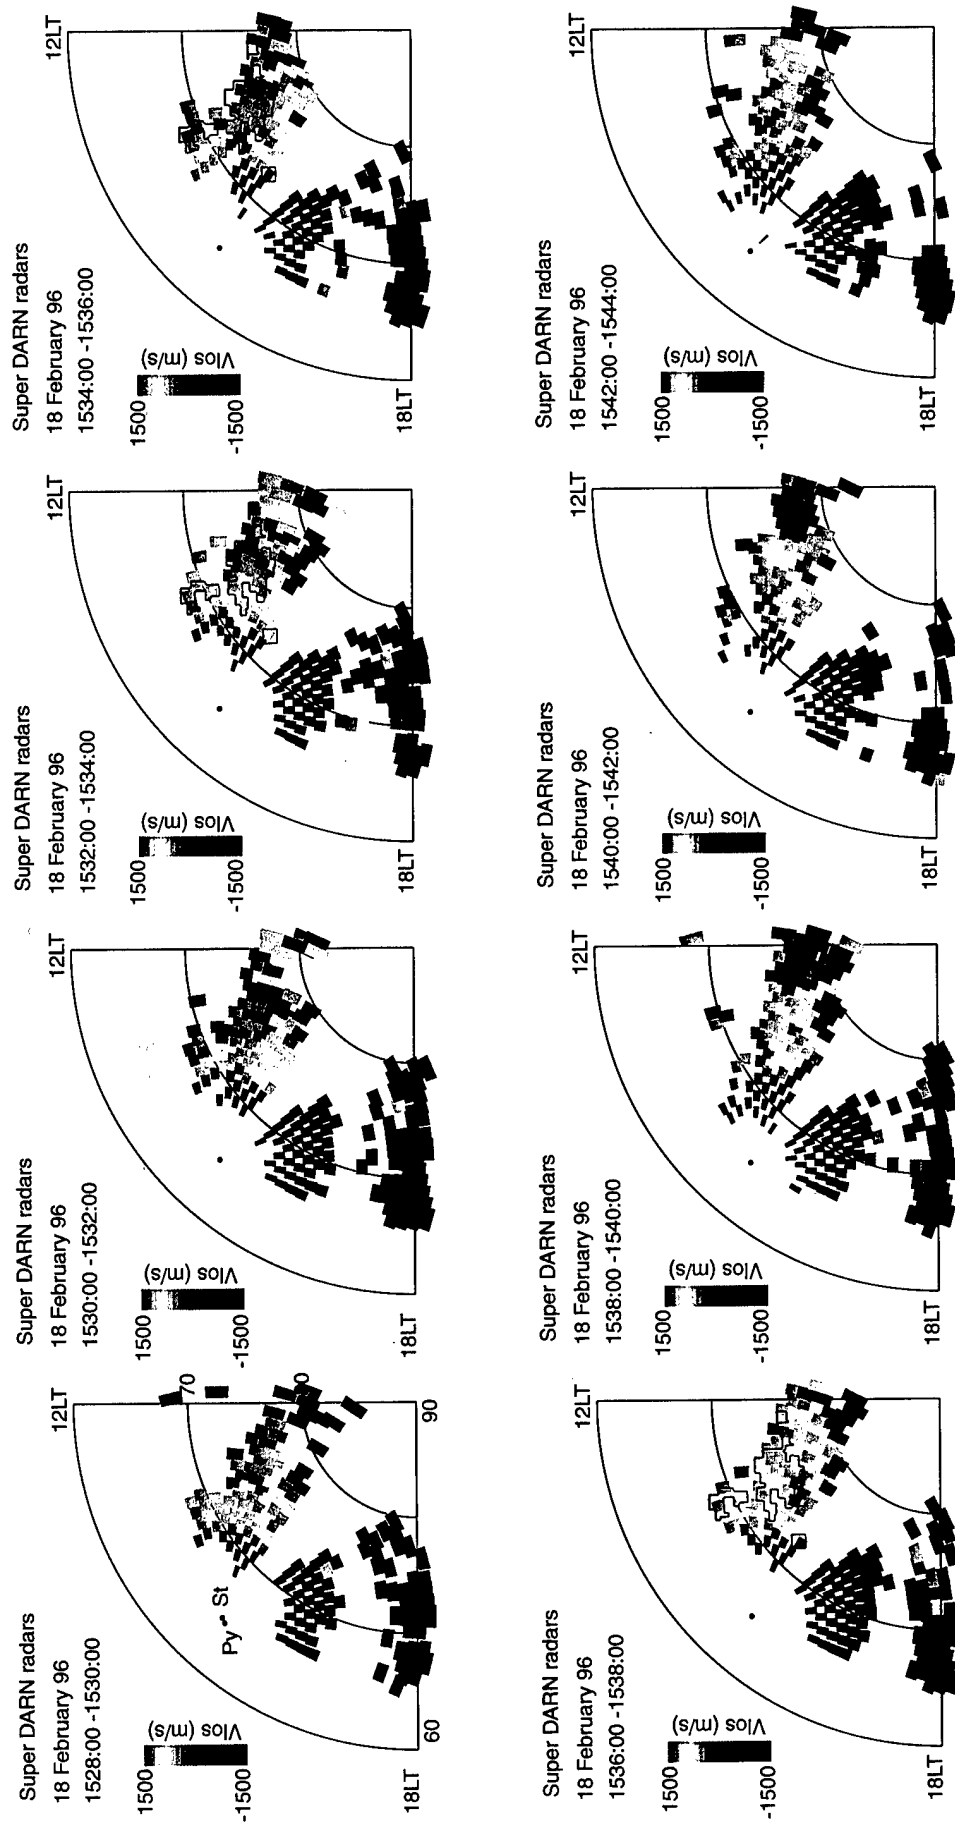 Super DARN radars
18 February 96
1528:00 -1530:00
1500
-1500
Vlos (m/s)
12LT
18LT
Py
St
60
70
90
Super DARN radars
18 February 96
1530:00 -1532:00
1500
-1500
Vlos (m/s)
12LT
18LT
Super DARN radars
18 February 96
1532:00 -1534:00
1500
-1500
Vlos (m/s)
12LT
18LT
Super DARN radars
18 February 96
1534:00 -1536:00
1500
-1500
Vlos (m/s)
12LT
18LT
Super DARN radars
18 February 96
1536:00 -1538:00
1500
-1500
Vlos (m/s)
12LT
18LT
Super DARN radars
18 February 96
1538:00 -1540:00
1500
-1500
Vlos (m/s)
12LT
18LT
Super DARN radars
18 February 96
1540:00 -1542:00
1500
-1500
Vlos (m/s)
12LT
18LT
Super DARN radars
18 February 96
1542:00 -1544:00
1500
-1500
Vlos (m/s)
12LT
18LT